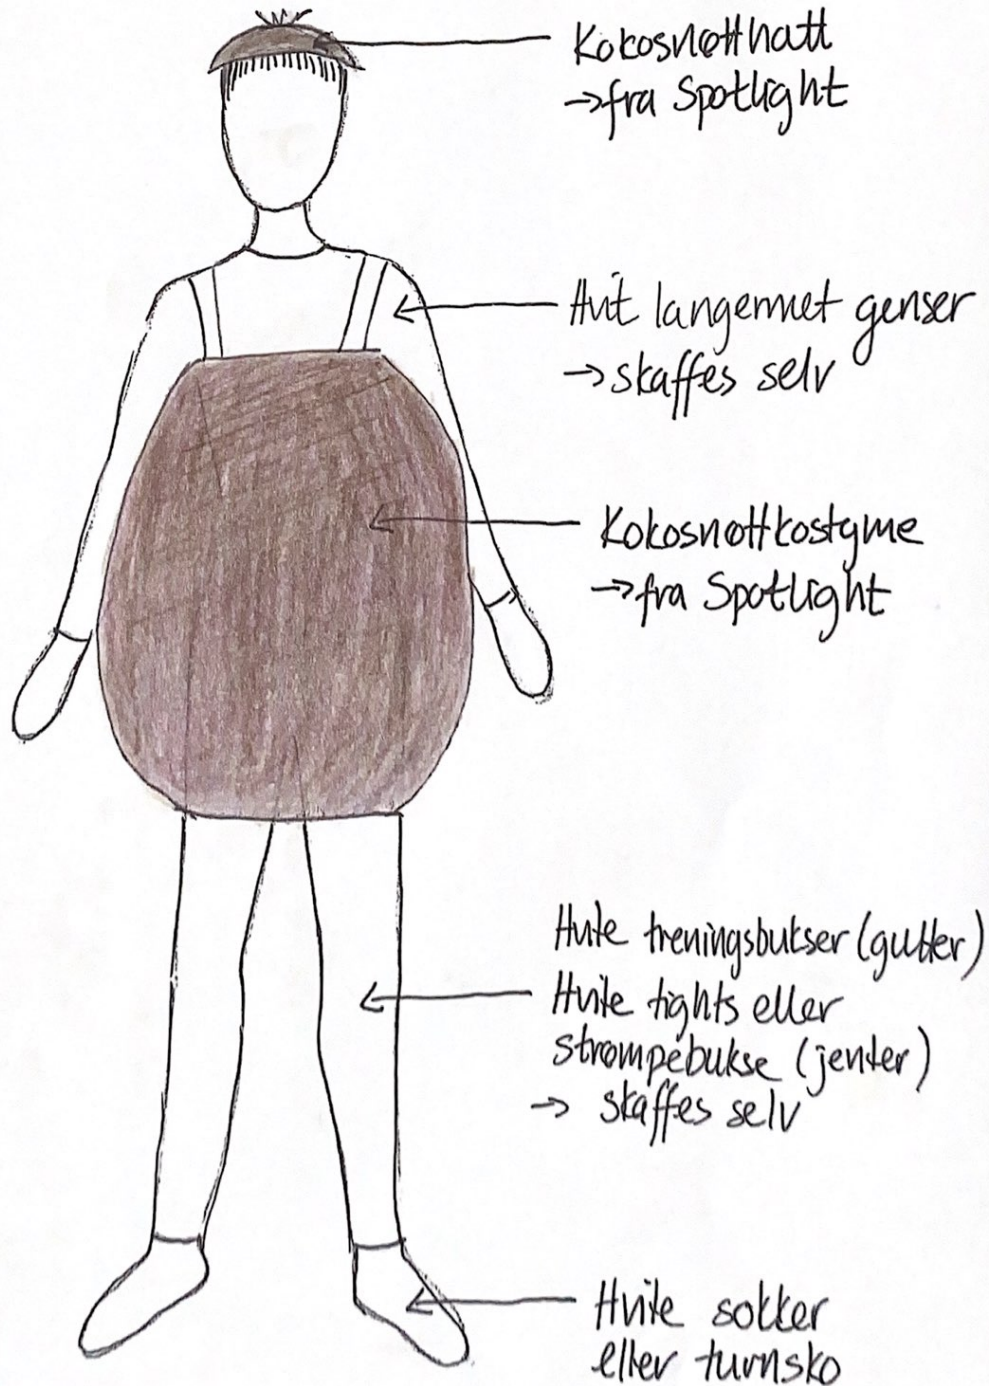 Kokosnøtthatt
→ fra Spotlight
Hvit langermet genser
→ skaffes selv
Kokosnøttkostyme
→ fra Spotlight
Hvite treningsbukser (gutter)
Hvite tights eller
strømpebukse (jenter)
→ skaffes selv
Hvite sokker
eller turnsko